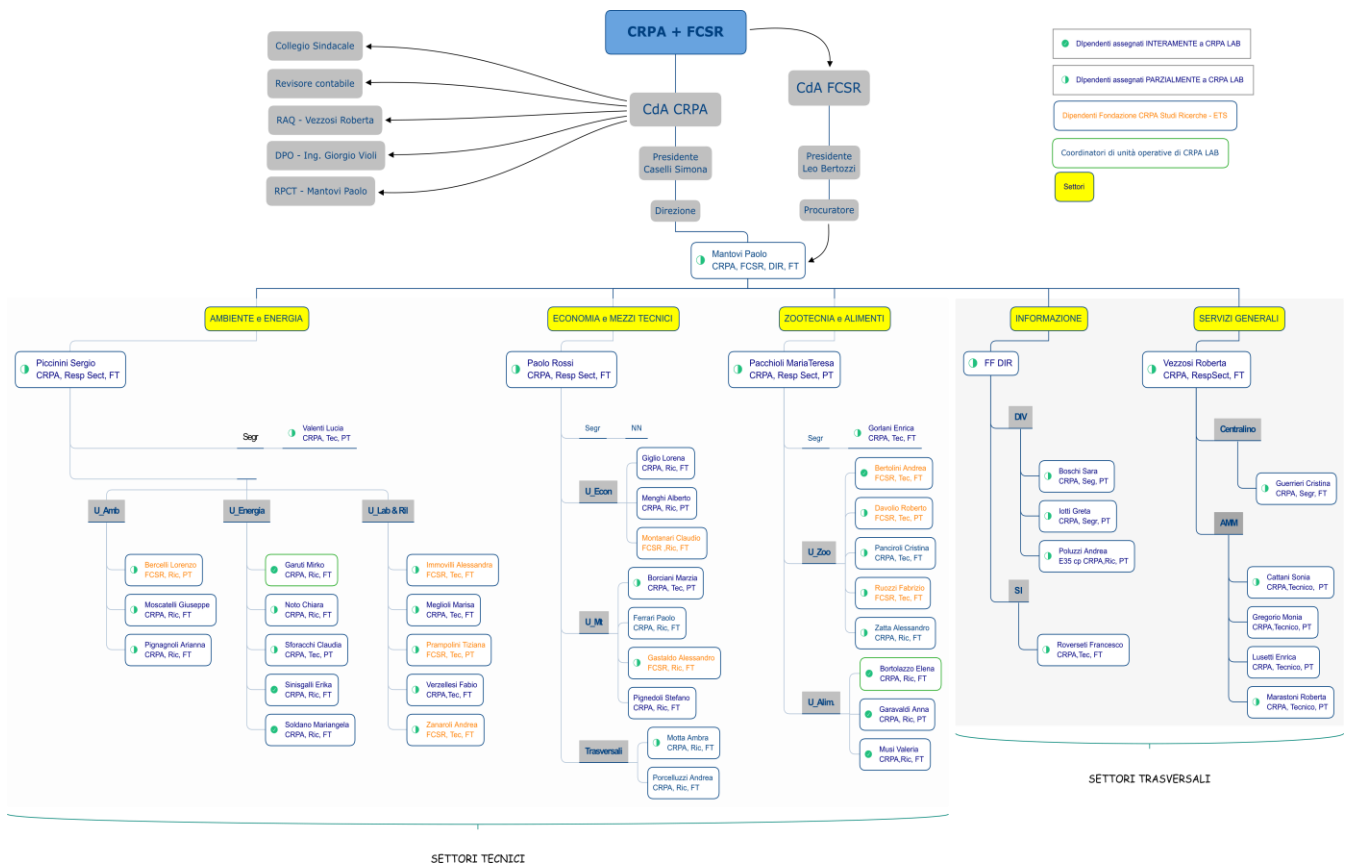 CRPA + FCSR
Collegio Sindacale
Revisore contabile
RAQ - Vezzosi Roberta
DPO - Ing. Giorgio Violi
RPCT - Mantovi Paolo
CdA CRPA
CdA FCSR
Presidente
Caselli Simona
Presidente
Leo Bertozzi
Direzione
Procuratore
Mantovi Paolo
CRPA, FCSR, DIR, FT
Dipendenti assegnati INTERAMENTE a CRPA LAB
Dipendenti assegnati PARZIALMENTE a CRPA LAB
Dipendenti Fondazione CRPA Studi Ricerche - ETS
Coordinatori di unità operative di CRPA LAB
Settori
AMBIENTE e ENERGIA
Piccinini Sergio
CRPA, Resp Sect, FT
Segr
Valenti Lucia
CRPA, Tec, PT
U_Amb
Bercelli Lorenzo
FCSR, Ric, PT
Moscatelli Giuseppe
CRPA, Ric, FT
Pignagnoli Arianna
CRPA, Ric, FT
U_Energia
Garuti Mirko
CRPA, Ric, FT
Noto Chiara
CRPA, Ric, FT
Sforacchi Claudia
CRPA, Tec, PT
Sinisgalli Erika
CRPA, Ric, FT
Soldano Mariangela
CRPA, Ric, FT
U_Lab & Ril
Immovilli Alessandra
FCSR, Tec, FT
Meglioli Marisa
CRPA, Tec, FT
Prampolini Tiziana
FCSR, Tec, PT
Verzellesi Fabio
CRPA,Tec, FT
Zanaroli Andrea
FCSR, Tec, FT
ECONOMIA e MEZZI TECNICI
Paolo Rossi
CRPA, Resp Sect, FT
Segr
NN
U_Econ
Giglio Lorena
CRPA, Ric, FT
Menghi Alberto
CRPA, Ric, PT
Montanari Claudio
FCSR ,Ric, FT
U_Mt
Borciani Marzia
CRPA, Tec, PT
Ferrari Paolo
CRPA, Ric, FT
Gastaldo Alessandro
FCSR, Ric, FT
Pignedoli Stefano
CRPA, Ric, FT
Trasversali
Motta Ambra
CRPA, Ric, FT
Porcelluzzi Andrea
CRPA, Ric, FT
ZOOTECNIA e ALIMENTI
Pacchioli MariaTeresa
CRPA, Resp Sect, PT
Segr
Gorlani Enrica
CRPA, Tec, FT
U_Zoo
Bertolini Andrea
FCSR, Tec, FT
Davolio Roberto
FCSR, Tec, PT
Panciroli Cristina
CRPA, Tec, FT
Ruozzi Fabrizio
FCSR, Tec, FT
Zatta Alessandro
CRPA, Ric, FT
U_Alim.
Bortolazzo Elena
CRPA, Ric, FT
Garavaldi Anna
CRPA, Ric, PT
Musi Valeria
CRPA,Ric, FT
INFORMAZIONE
FF DIR
DIV
Boschi Sara
CRPA, Seg, PT
Iotti Greta
CRPA, Segr, PT
Poluzzi Andrea
E35 cp CRPA,Ric, PT
SI
Roverseti Francesco
CRPA,Tec, FT
SERVIZI GENERALI
Vezzosi Roberta
CRPA, RespSect, FT
Centralino
Guerrieri Cristina
CRPA, Segr, FT
AMM
Cattani Sonia
CRPA,Tecnico, PT
Gregorio Monia
CRPA,Tecnico, PT
Lusetti Enrica
CRPA, Tecnico, PT
Marastoni Roberta
CRPA, Tecnico, PT
SETTORI TRASVERSALI
SETTORI TECNICI